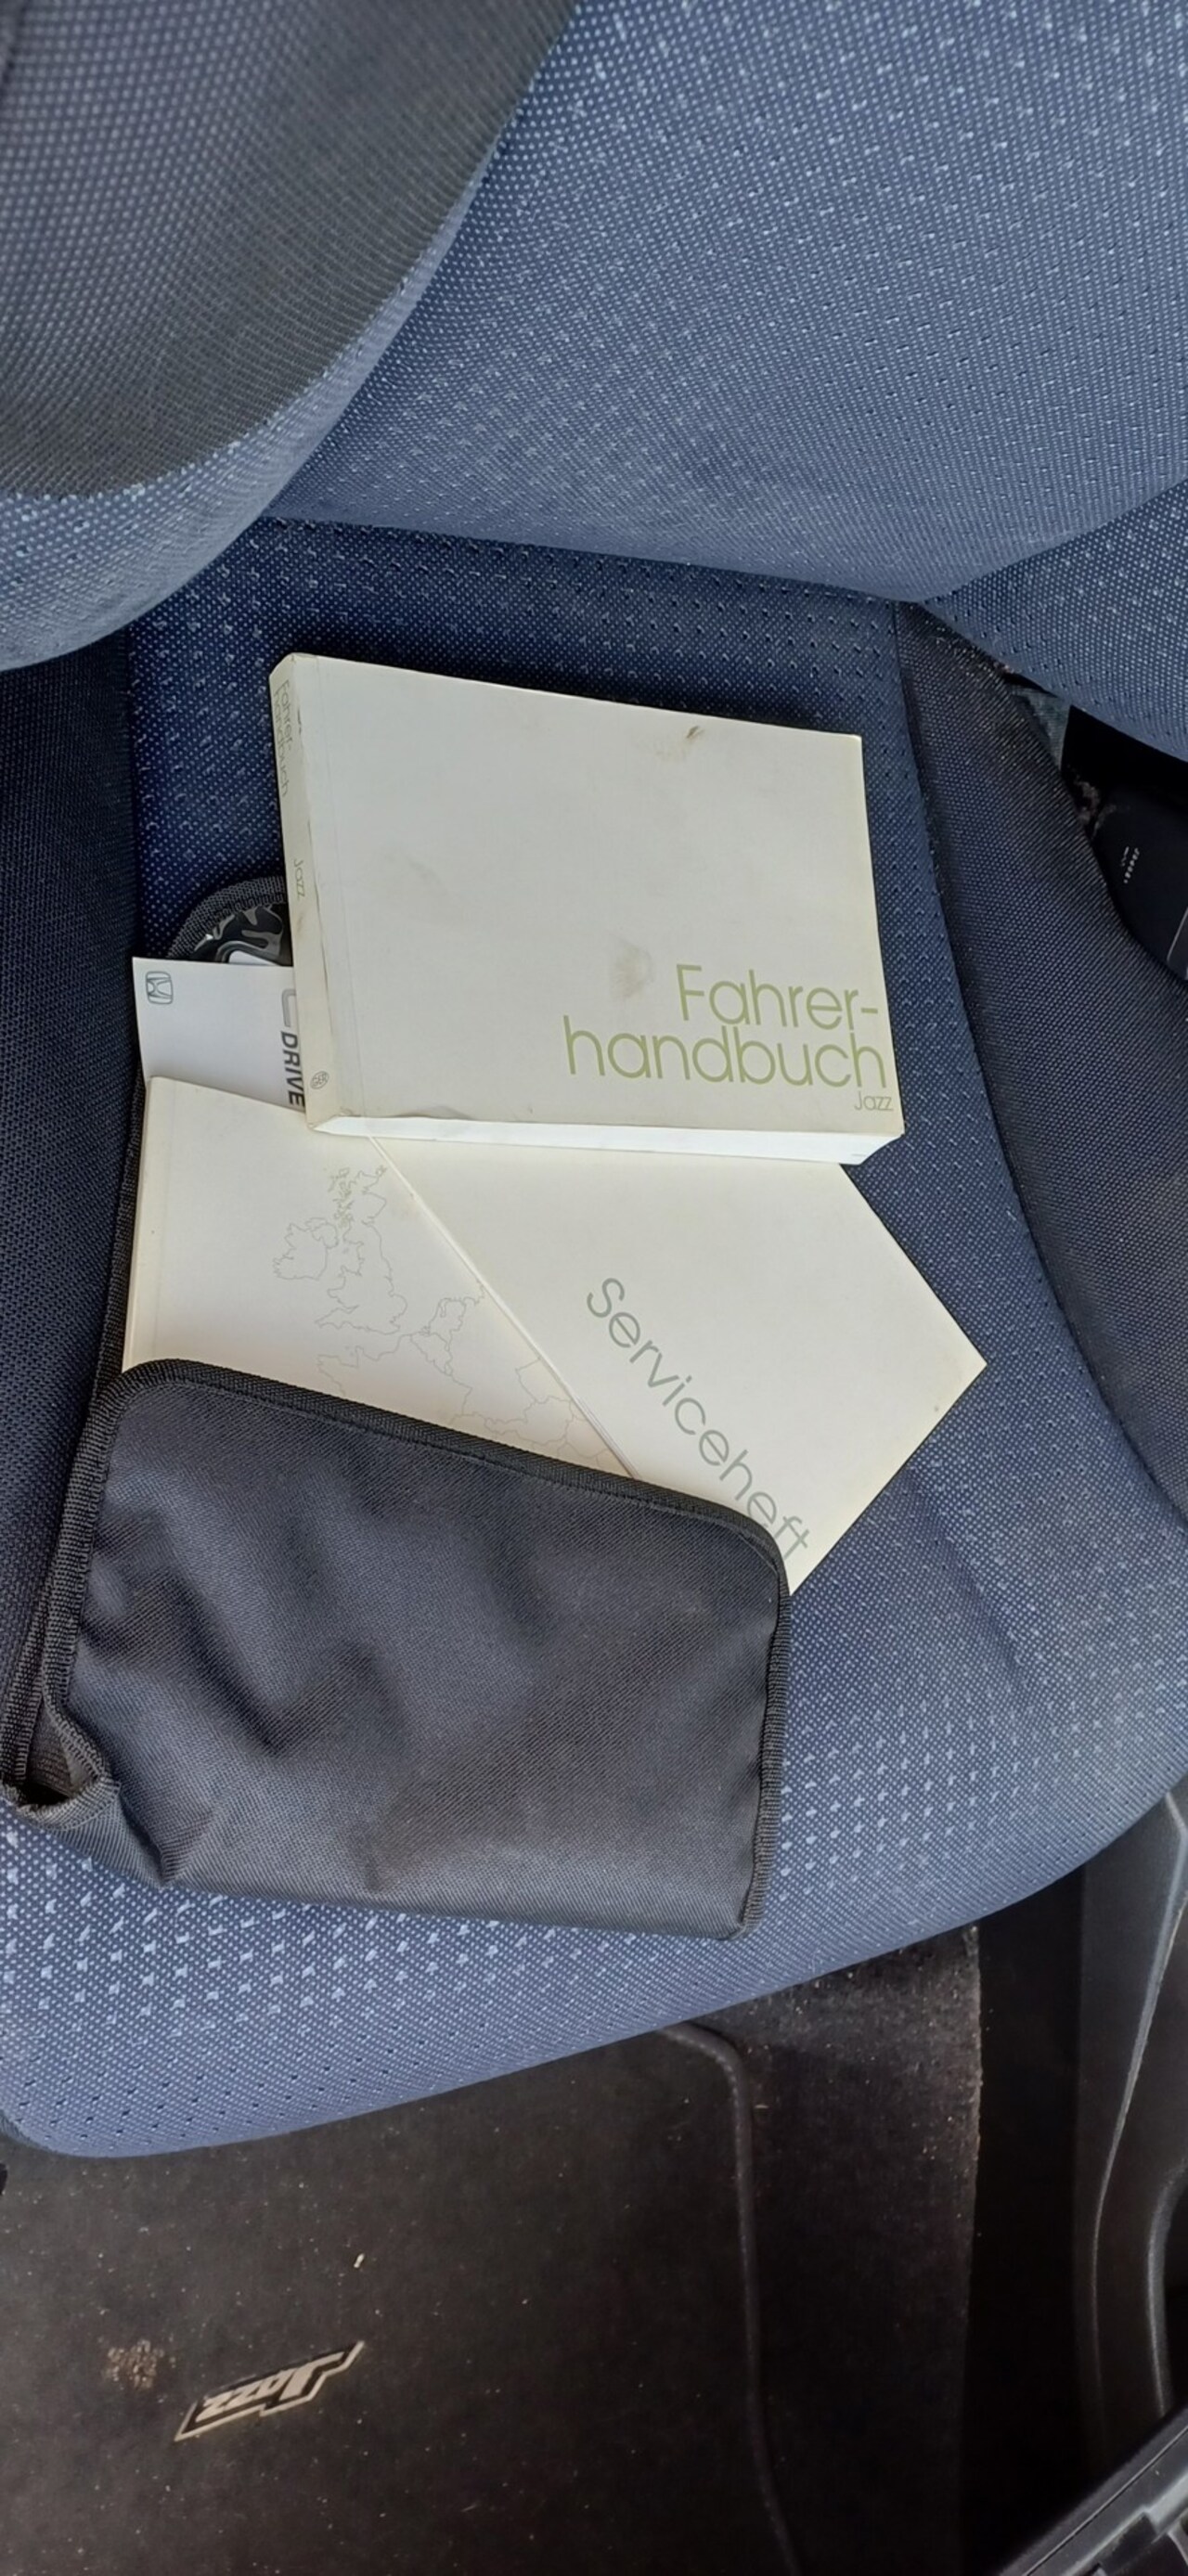 Fahrer-
handbuch
Jazz
Fahrer-
handbuch
Jazz
DRIVE
Serviceheft
Jazz